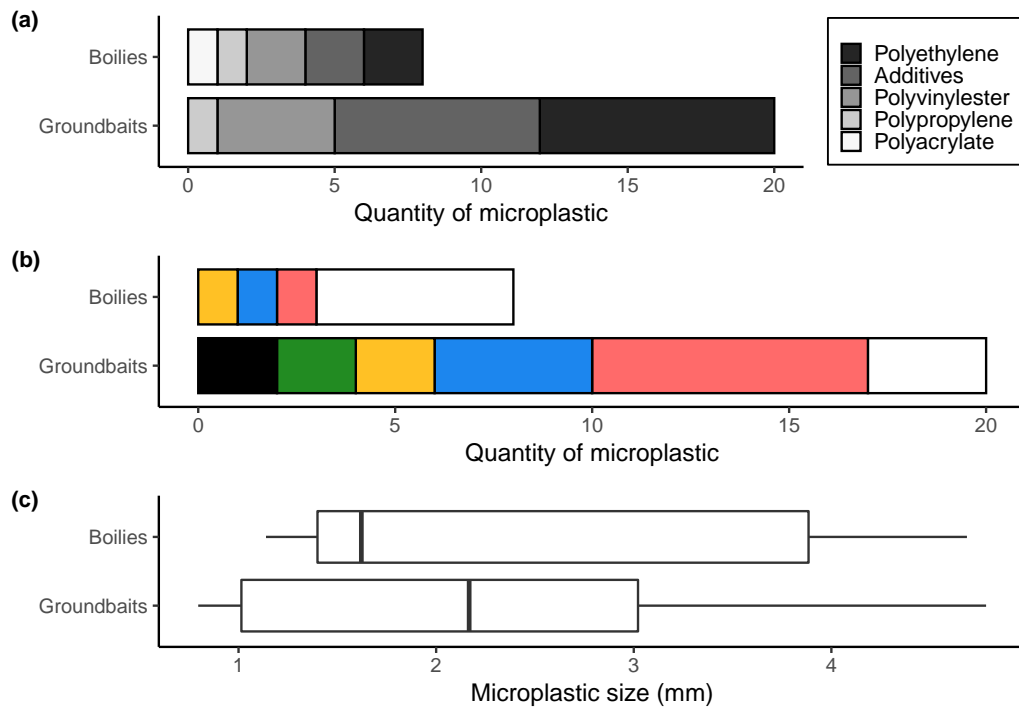 (a)
Boilies
Groundbaits
0 5 10 15 20
Quantity of microplastic
Polyethylene
Additives
Polyvinylester
Polypropylene
Polyacrylate
(b)
Boilies
Groundbaits
0 5 10 15 20
Quantity of microplastic
(c)
Boilies
Groundbaits
1 2 3 4
Microplastic size (mm)